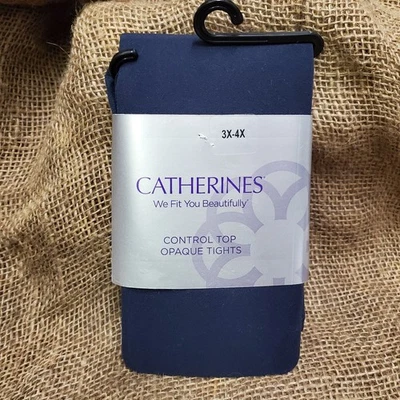 3X-4X
CATHERINES
We Fit You Beautifully
CONTROL TOP
OPAQUE TIGHTS